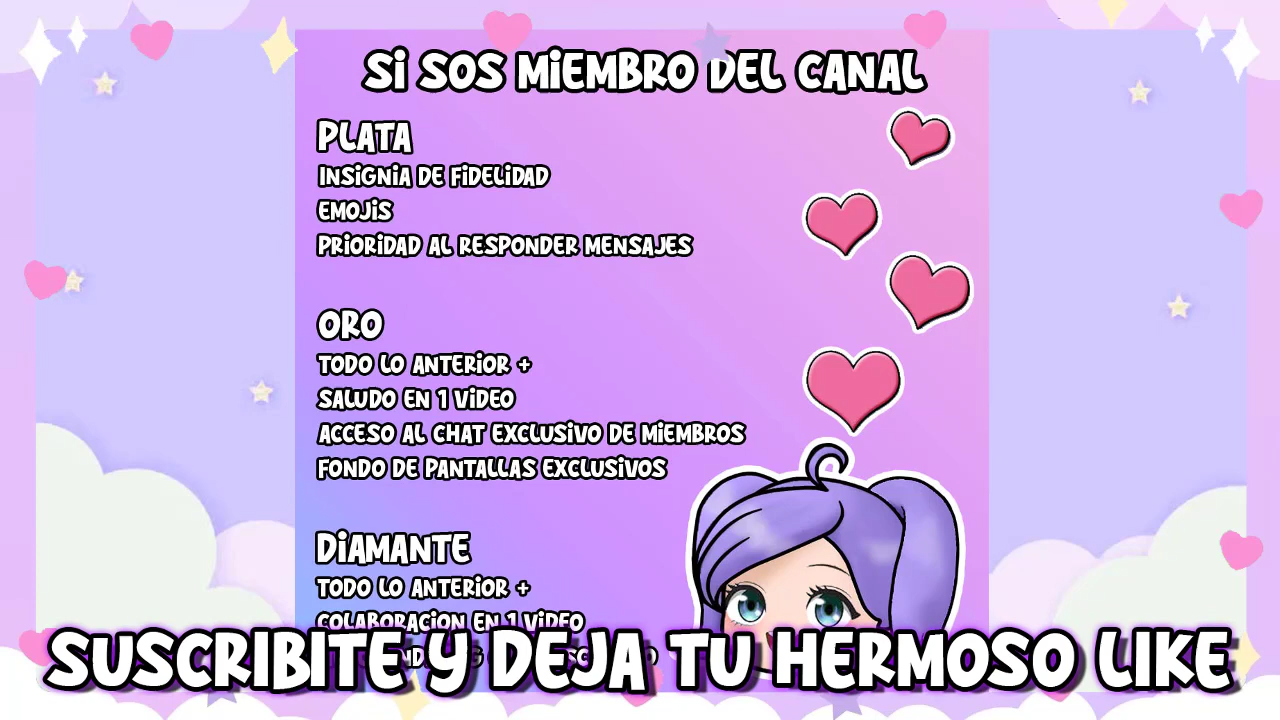 SI SOS MIEMBRO DEL CANAL
PLATA
INSIGNIA DE FIDELIDAD
EMOJIS
PRIORIDAD AL RESPONDER MENSAJES
ORO
TODO LO ANTERIOR +
SALUDO EN 1 VIDEO
ACCESO AL CHAT EXCLUSIVO DE MIEMBROS
FONDO DE PANTALLAS EXCLUSIVOS
DIAMANTE
TODO LO ANTERIOR +
COLABORACION EN 1 VIDEO
SUSCRIBITE Y DEJA TU HERMOSO LIKE